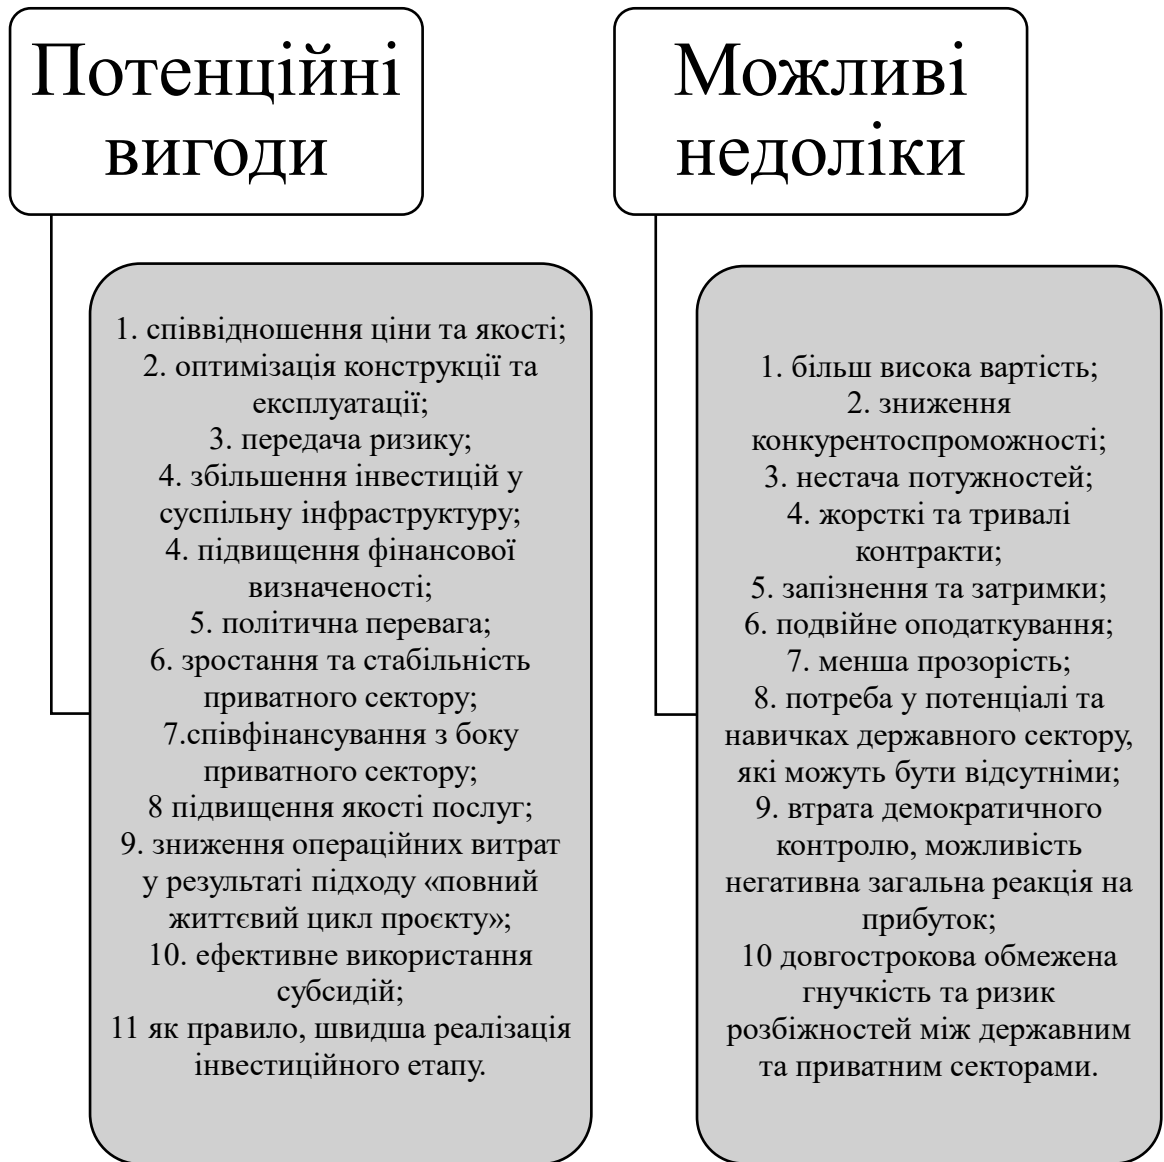 Потенційні
вигоди
1. співвідношення ціни та якості;
2. оптимізація конструкції та
експлуатації;
3. передача ризику;
4. збільшення інвестицій у
суспільну інфраструктуру;
4. підвищення фінансової
визначеності;
5. політична перевага;
6. зростання та стабільність
приватного сектору;
7.співфінансування з боку
приватного сектору;
8 підвищення якості послуг;
9. зниження операційних витрат
у результаті підходу «повний
життєвий цикл проєкту»;
10. ефективне використання
субсидій;
11 як правило, швидша реалізація
інвестиційного етапу.
Можливі
недоліки
1. більш висока вартість;
2. зниження
конкурентоспроможності;
3. нестача потужностей;
4. жорсткі та тривалі
контракти;
5. запізнення та затримки;
6. подвійне оподаткування;
7. менша прозорість;
8. потреба у потенціалі та
навичках державного сектору,
які можуть бути відсутніми;
9. втрата демократичного
контролю, можливість
негативна загальна реакція на
прибуток;
10 довгострокова обмежена
гнучкість та ризик
розбіжностей між державним
та приватним секторами.